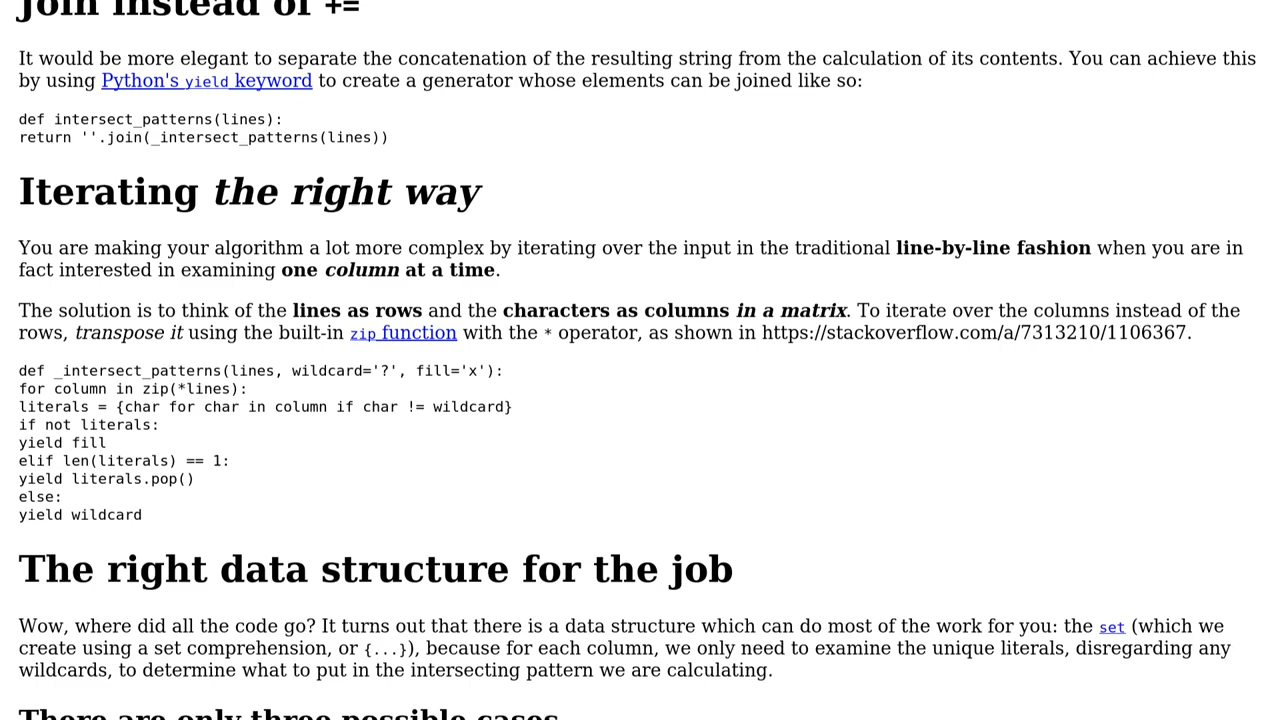 Join instead of +=
It would be more elegant to separate the concatenation of the resulting string from the calculation of its contents. You can achieve this
by using Python's yield keyword to create a generator whose elements can be joined like so:
def intersect_patterns(lines):
return ''.join(_intersect_patterns(lines))
Iterating the right way
You are making your algorithm a lot more complex by iterating over the input in the traditional line-by-line fashion when you are in
fact interested in examining one column at a time.
The solution is to think of the lines as rows and the characters as columns in a matrix. To iterate over the columns instead of the
rows, transpose it using the built-in zip function with the * operator, as shown in https://stackoverflow.com/a/7313210/1106367.
def _intersect_patterns(lines, wildcard='?', fill='x'):
for column in zip(*lines):
literals = {char for char in column if char != wildcard}
if not literals:
yield fill
elif len(literals) == 1:
yield literals.pop()
else:
yield wildcard
The right data structure for the job
Wow, where did all the code go? It turns out that there is a data structure which can do most of the work for you: the set (which we
create using a set comprehension, or {...}), because for each column, we only need to examine the unique literals, disregarding any
wildcards, to determine what to put in the intersecting pattern we are calculating.
There are only three possible cases